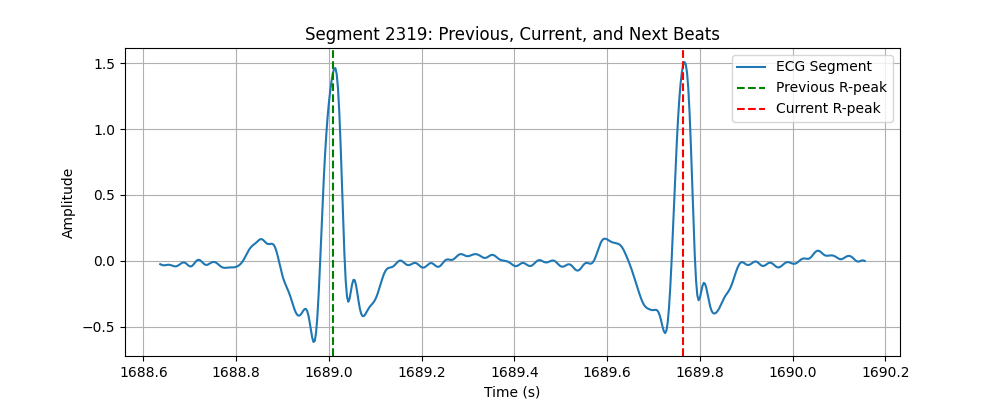 Segment 2319: Previous, Current, and Next Beats
ECG Segment
Previous R-peak
Current R-peak
Amplitude
1.5
1.0
0.5
0.0
−0.5
1688.6 1688.8 1689.0 1689.2 1689.4 1689.6 1689.8 1690.0 1690.2
Time (s)